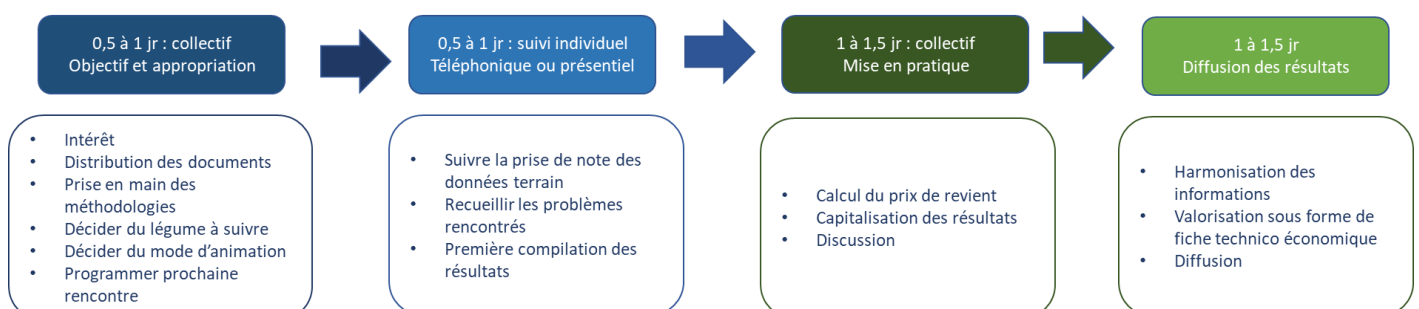 0,5 à 1 jr : collectif
Objectif et appropriation
0,5 à 1 jr : suivi individuel
Téléphonique ou présentiel
1 à 1,5 jr : collectif
Mise en pratique
1 à 1,5 jr
Diffusion des résultats
• Intérêt
• Distribution des documents
• Prise en main des
méthodologies
• Décider du légume à suivre
• Décider du mode d'animation
• Programmer prochaine
rencontre
• Suivre la prise de note des
données terrain
• Recueillir les problèmes
rencontrés
• Première compilation des
résultats
• Calcul du prix de revient
• Capitalisation des résultats
• Discussion
• Harmonisation des
informations
• Valorisation sous forme de
fiche technico économique
• Diffusion